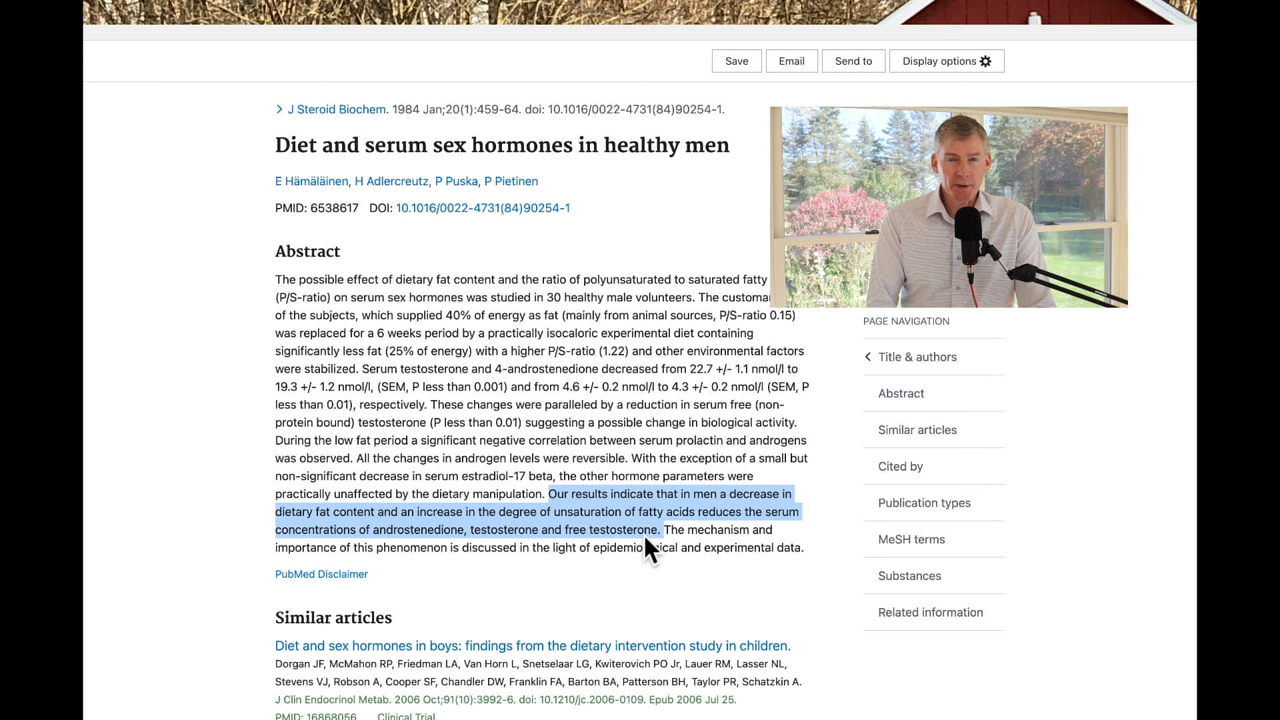 Save
Email
Send to
Display options
J Steroid Biochem. 1984 Jan;20(1):459-64. doi: 10.1016/0022-4731(84)90254-1.
Diet and serum sex hormones in healthy men
E Hämäläinen, H Adlercreutz, P Puska, P Pietinen
PMID: 6538617 DOI: 10.1016/0022-4731(84)90254-1
Abstract
The possible effect of dietary fat content and the ratio of polyunsaturated to saturated fatty
(P/S-ratio) on serum sex hormones was studied in 30 healthy male volunteers. The
of the subjects, which supplied 40% of energy as fat (mainly from animal sources, P/S-ratio 0.15)
was replaced for a 6 weeks period by a practically isocaloric experimental diet containing
significantly less fat (25% of energy) with a higher P/S-ratio (1.22) and other environmental factors
were stabilized. Serum testosterone and 4-androstenedione decreased from 22.7 +/- 1.1 nmol/l to
19.3 +/- 1.2 nmol/l, (SEM, P less than 0.001) and from 4.6 +/- 0.2 nmol/l to 4.3 +/- 0.2 nmol/l (SEM, P
less than 0.01), respectively. These changes were paralleled by a reduction in serum free (non-
protein bound) testosterone (P less than 0.01) suggesting a possible change in biological activity.
During the low fat period a significant negative correlation between serum prolactin and androgens
was observed. All the changes in androgen levels were reversible. With the exception of a small but
non-significant decrease in serum estradiol-17 beta, the other hormone parameters were
practically unaffected by the dietary manipulation. Our results indicate that in men a decrease in
dietary fat content and an increase in the degree of unsaturation of fatty acids reduces the serum
concentrations of androstenedione, testosterone and free testosterone. The mechanism and
importance of this phenomenon is discussed in the light of and experimental data.
PubMed Disclaimer
Similar articles
Diet and sex hormones in boys: findings from the dietary intervention study in children.
Dorgan JF, McMahon RP, Friedman LA, Van Horn L, Snetselaar LG, Kwiterovich PO Jr, Lauer RM, Lasser NL,
Stevens VJ, Robson A, Cooper SF, Chandler DW, Franklin FA, Barton BA, Patterson BH, Taylor PR, Schatzkin A.
J Clin Endocrinol Metab. 2006 Oct;91(10):3992-6. doi: 10.1210/jc.2006-0109. Epub 2006 Jul 25.
PMID: 16868056 Clinical Trial.
PAGE NAVIGATION
Title & authors
Abstract
Similar articles
Cited by
Publication types
MeSH terms
Substances
Related information